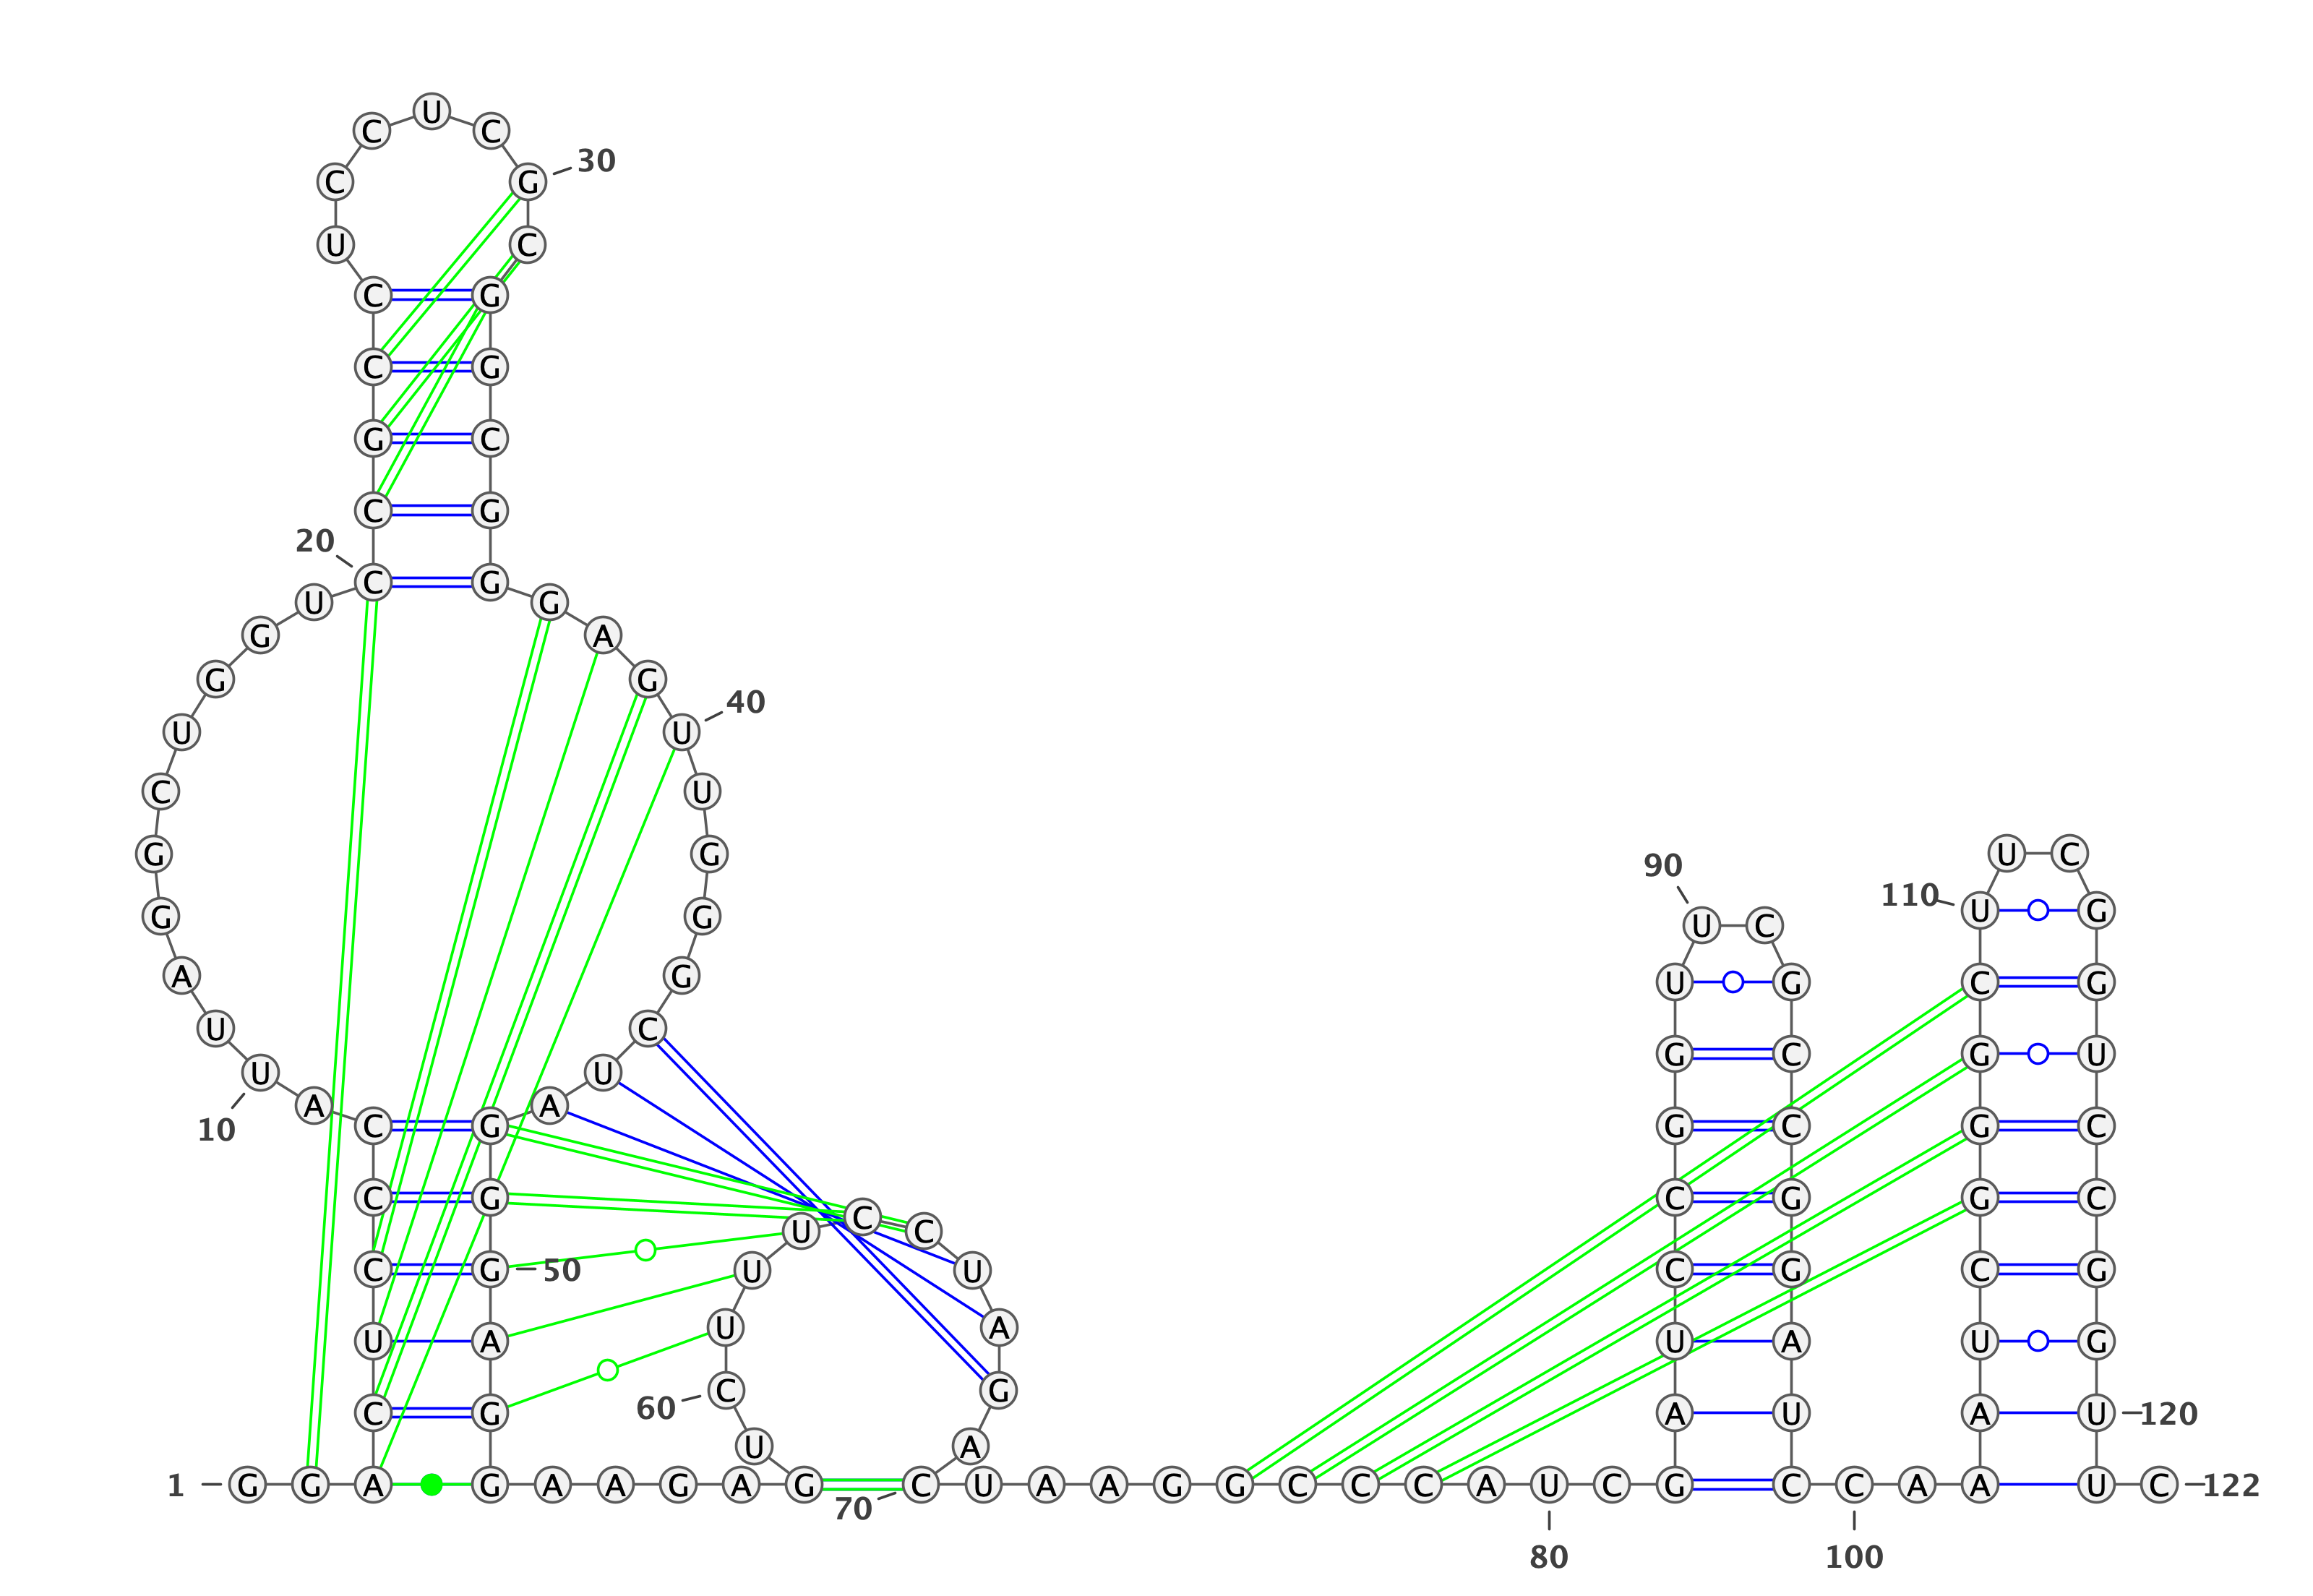 U
C C
C G 30
U C
C G
C G
G C
C G
20
C G
U G
G A
G G
40
U U
C U
G G U C
90
110 U G
G G U C
A G
U G C G
U C
G C G U
U U
A A
C G G C G C
10
C G C G G C
C
U C
C G 50 U U C G C G
U A
U A U A U G
C G
60
C G A U A U 120
U A
1 G G A G A A G A G C U A A G G C C C A U C G C C A A U C 122
70
80 100